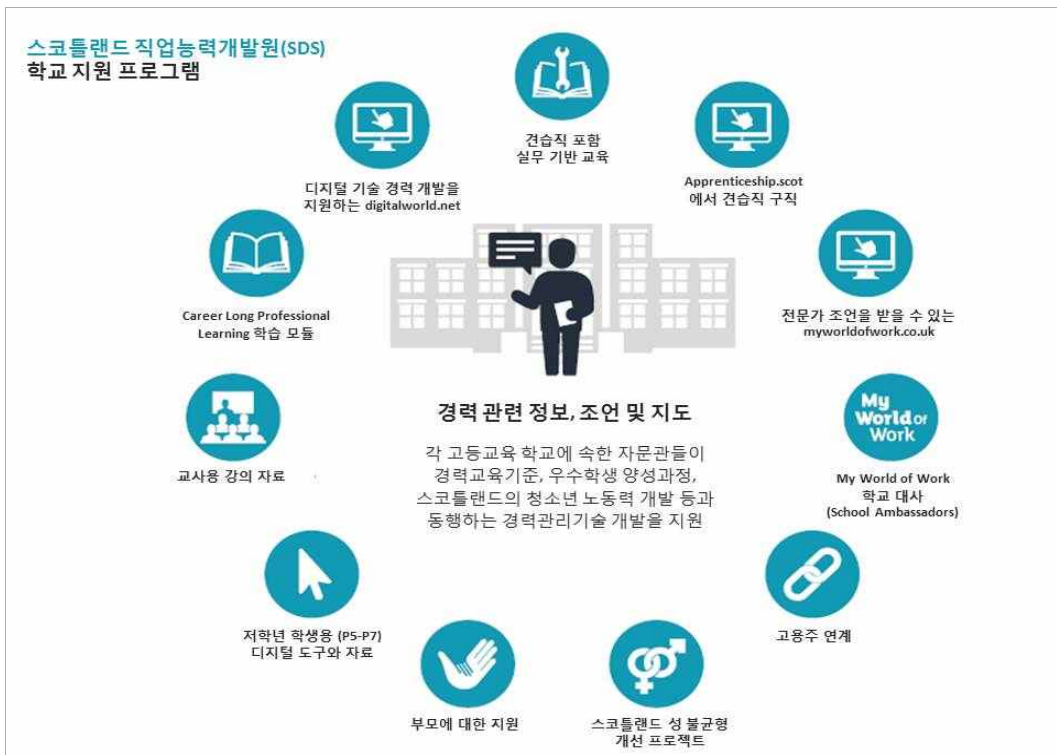 스코틀랜드 직업능력개발원(SDS)
학교 지원 프로그램
견습직 포함
실무 기반 교육
Apprenticeship.scot
에서 견습직 구직
전문가 조언을 받을 수 있는
myworldofwork.co.uk
My
World of
Work
My World of Work
학교 대사
(School Ambassadors)
고용주 연계
스코틀랜드 성 불균형
개선 프로젝트
부모에 대한 지원
저학년 학생용 (P5-P7)
디지털 도구와 자료
교사용 강의 자료
Career Long Professional
Learning 학습 모듈
디지털 기술 경력 개발을
지원하는 digitalworld.net
경력 관련 정보, 조언 및 지도
각 고등교육 학교에 속한 자문관들이
경력교육기준, 우수학생 양성과정,
스코틀랜드의 청소년 노동력 개발 등과
동행하는 경력관리기술 개발을 지원